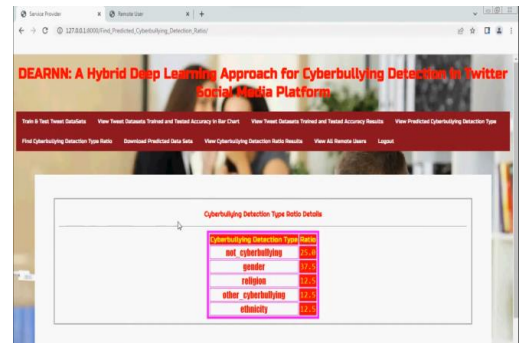 Service Provider
Remote User
127.0.0.1:8000/Find_Predicted_Cyberbullying_Detection_Ratio/
DEARNN: A Hybrid Deep Learning Approach for Cyberbullying Detection in Twitter
Social Media Platform
Train & Test Tweet DataSets View Tweet Datasets Trained and Tested Accuracy in Bar Chart View Tweet Datasets Trained and Tested Accuracy Results View Predicted Cyberbullying Detection Type
Find Cyberbullying Detection Type Ratio Download Predicted Data Sets View Cyberbullying Detection Ratio Results View All Remote Users Logout
Cyberbullying Detection Type Ratio Details
Cyberbullying Detection Type Ratio
not_cyberbullying 25.0
gender 37.5
religion 12.5
other_cyberbullying 12.5
ethnicity 12.5